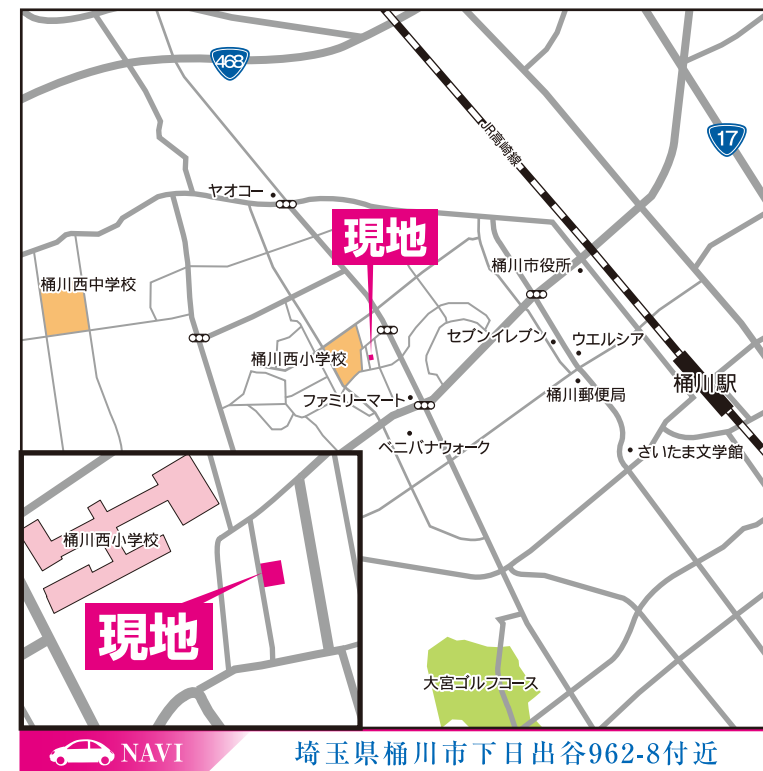 468
JR高崎線
17
ヤオコー
現地
桶川市役所
桶川西中学校
セブンイレブン
ウエルシア
桶川西小学校
桶川駅
ファミリーマート
桶川郵便局
ベニバナウォーク
さいたま文学館
桶川西小学校
現地
大宮ゴルフコース
NAVI
埼玉県桶川市下日出谷962-8付近